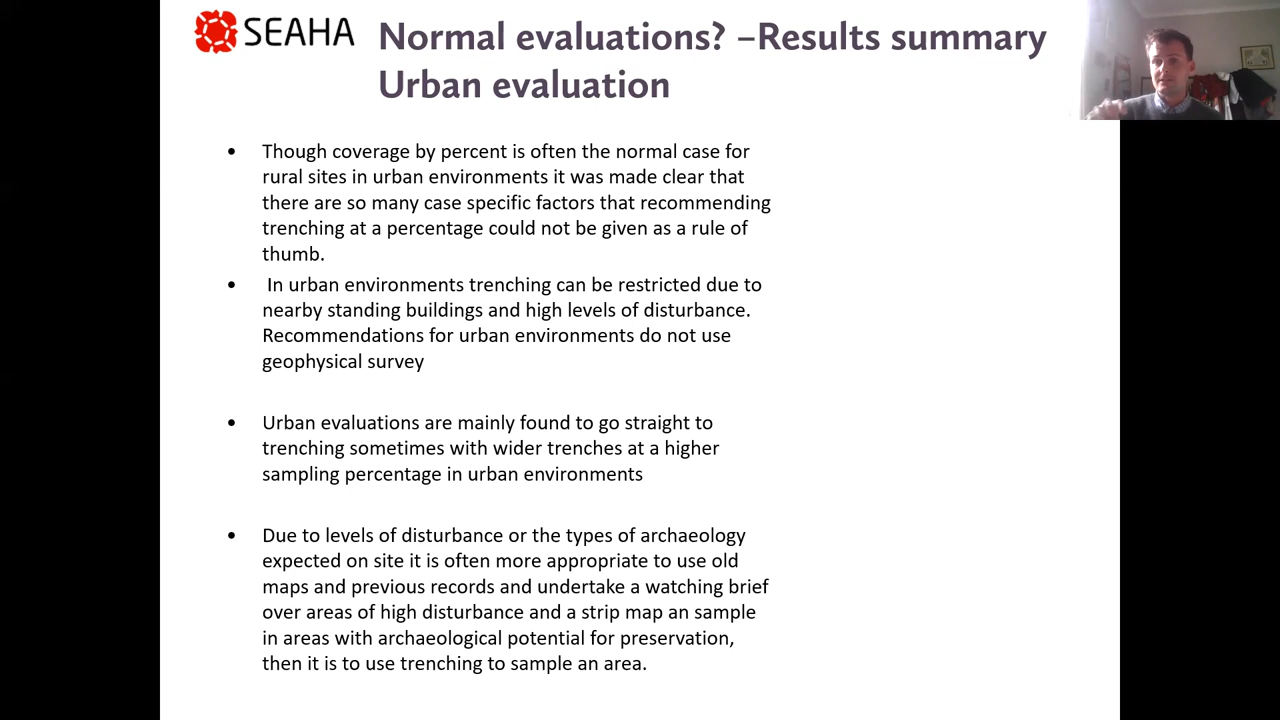 SEAHA
Normal evaluations? –Results summary
Urban evaluation
• Though coverage by percent is often the normal case for
rural sites in urban environments it was made clear that
there are so many case specific factors that recommending
trenching at a percentage could not be given as a rule of
thumb.
• In urban environments trenching can be restricted due to
nearby standing buildings and high levels of disturbance.
Recommendations for urban environments do not use
geophysical survey
• Urban evaluations are mainly found to go straight to
trenching sometimes with wider trenches at a higher
sampling percentage in urban environments
• Due to levels of disturbance or the types of archaeology
expected on site it is often more appropriate to use old
maps and previous records and undertake a watching brief
over areas of high disturbance and a strip map an sample
in areas with archaeological potential for preservation,
then it is to use trenching to sample an area.